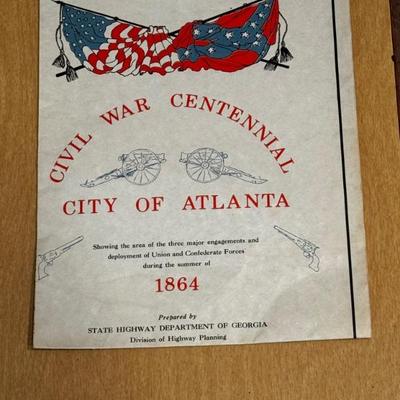 CIVIL WAR CENTENNIAL
CITY OF ATLANTA
Showing the area of the three major engagements and
deployment of Union and Confederate Forces
during the summer of
1864
Prepared by
STATE HIGHWAY DEPARTMENT OF GEORGIA
Division of Highway Planning